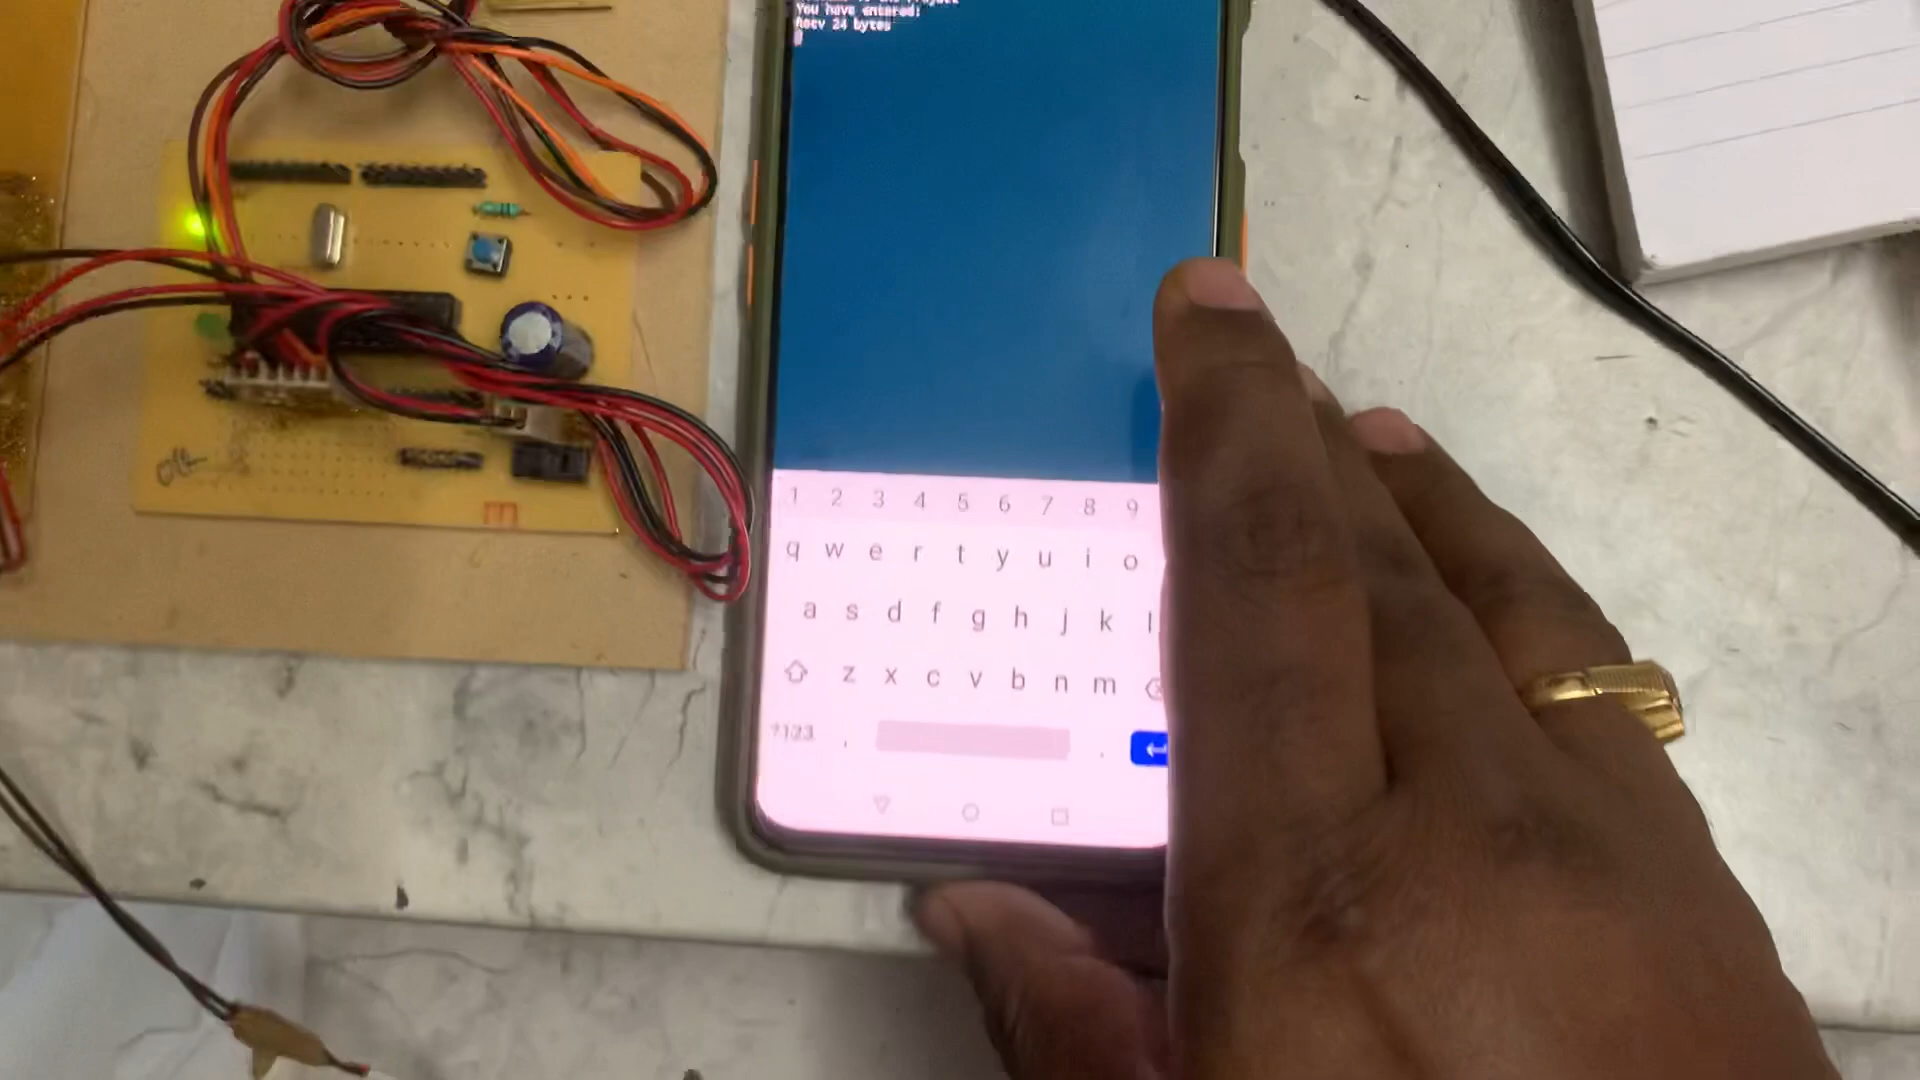 You have entered:
Recv 24 bytes
1 2 3 4 5 6 7 8 9
q w e r t y u i o
a s d f g h j k l
z x c v b n m
?123 , .